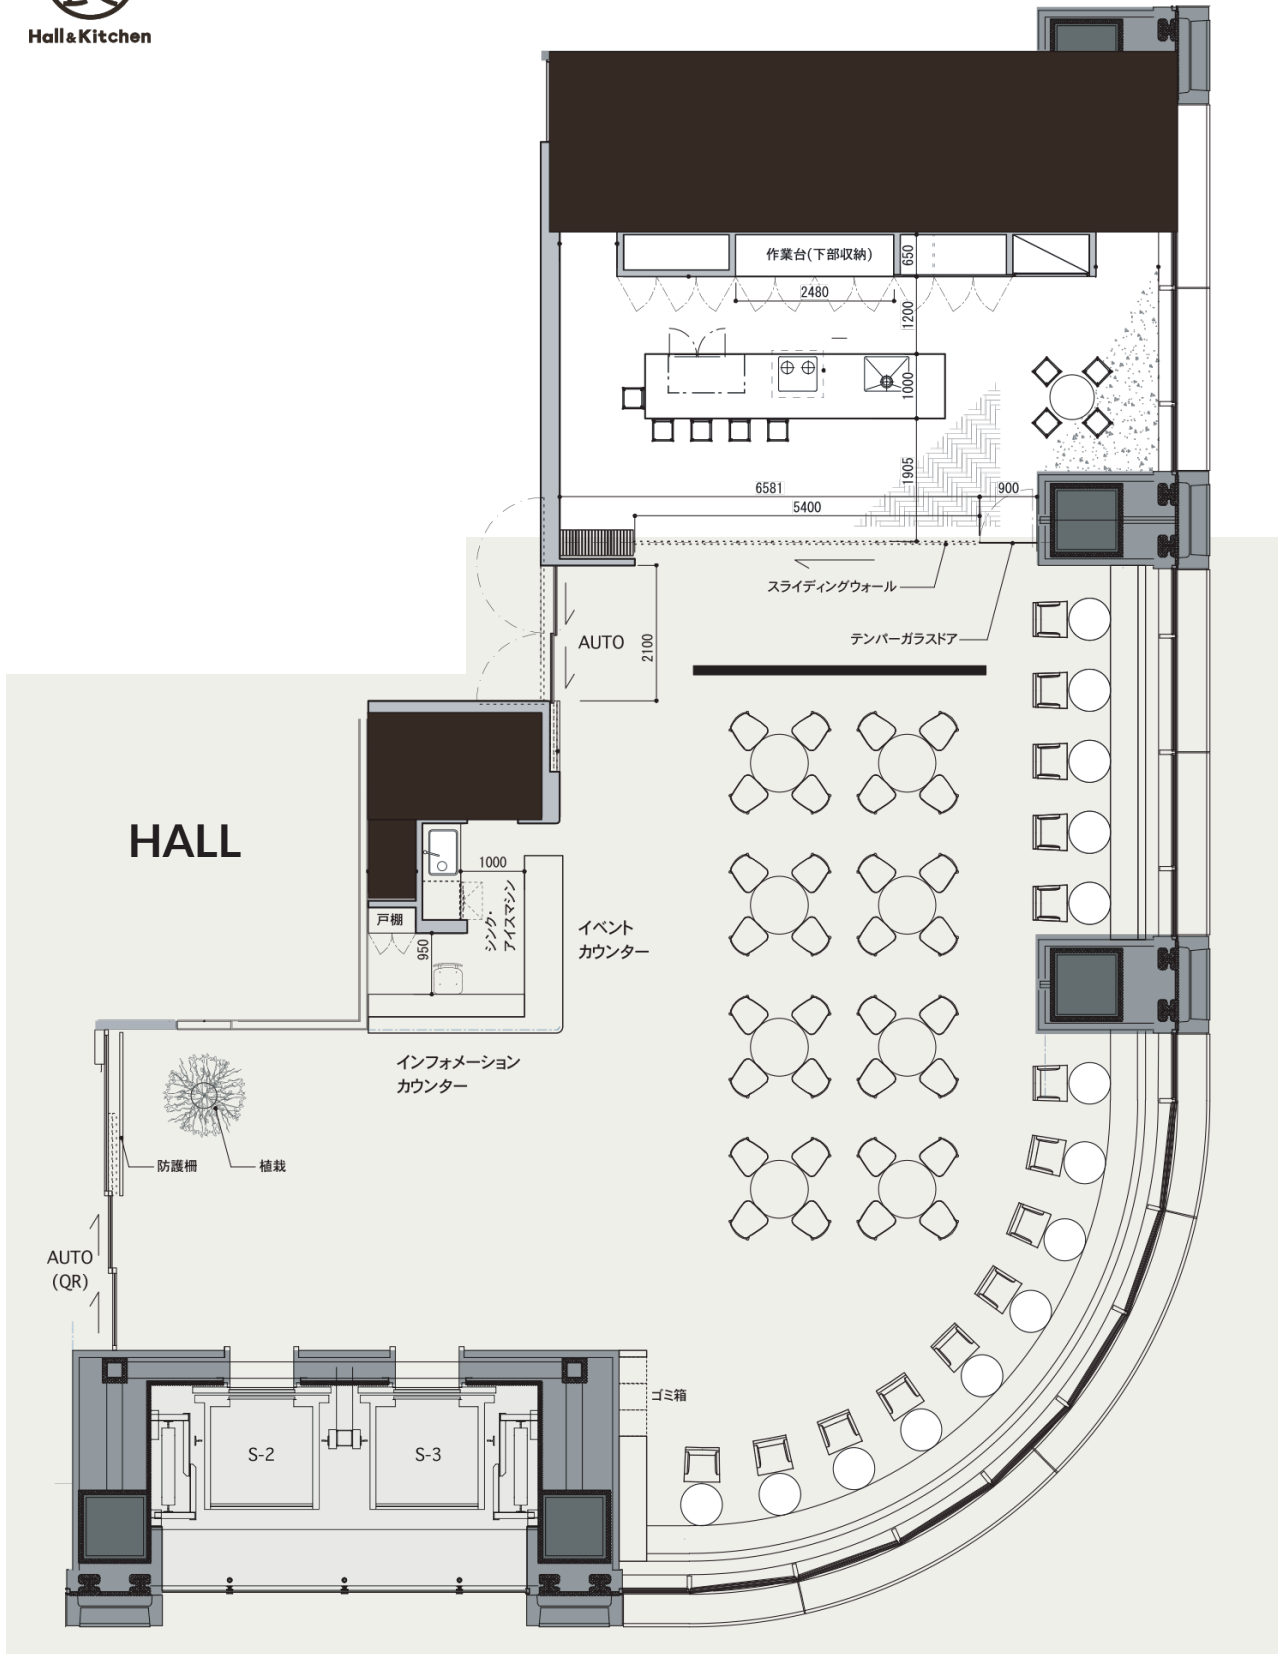 Hall&Kitchen
作業台(下部収納)
650
2480
1200
1000
1905
6581
900
5400
スライディングウォール
テンパーガラスドア
AUTO
2100
HALL
1000
シンク・
アイスマシン
戸棚
950
イベント
カウンター
インフォメーション
カウンター
防護柵
植栽
AUTO
(QR)
ゴミ箱
S-2
S-3